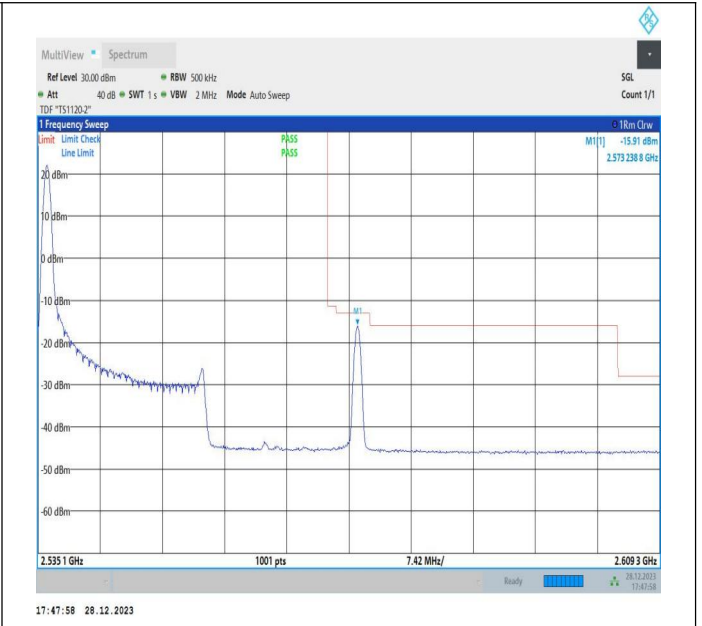 R S
MultiView Spectrum
Ref Level 30.00 dBm RBW 500 kHz SGL
Att 40 dB SWT 1 s VBW 2 MHz Mode Auto Sweep Count 1/1
TDF "TS1120-2"
1 Frequency Sweep 1Rm Clrw
Limit Limit Check PASS M1[1] -15.91 dBm
Line Limit PASS 2.573 238 8 GHz
20 dBm
10 dBm
0 dBm
-10 dBm
M1
-20 dBm
-30 dBm
-40 dBm
-50 dBm
-60 dBm
2.535 1 GHz 1001 pts 7.42 MHz/ 2.609 3 GHz
Ready 28.12.2023
17:47:58
17:47:58 28.12.2023